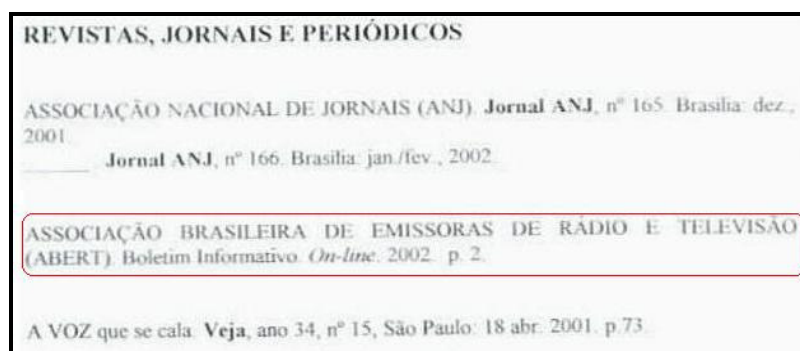 REVISTAS, JORNAIS E PERIÓDICOS
ASSOCIAÇÃO NACIONAL DE JORNAIS (ANJ). Jornal ANJ, nº 165. Brasília: dez.,
2001.
______ Jornal ANJ, nº 166. Brasília: jan./fev., 2002.
ASSOCIAÇÃO BRASILEIRA DE EMISSORAS DE RÁDIO E TELEVISÃO
(ABERT). Boletim Informativo. On-line, 2002. p. 2.
A VOZ que se cala. Veja, ano 34, nº 15, São Paulo: 18 abr. 2001. p.73.